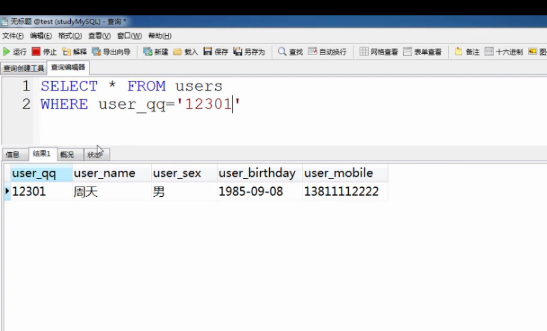 无标题 @test (studyMySQL) - 查询 *
文件(F) 编辑(E) 格式(O) 查看(V) 窗口(W) 帮助(H)
运行 停止 解释 导出向导 新建 载入 保存 另存为 查找 自动换行 网格查看 表单查看 备注 十六进制 图
查询创建工具 查询编辑器
1 SELECT * FROM users
2 WHERE user_qq='12301'
信息 结果1 概况 状态
user_qq user_name user_sex user_birthday user_mobile
12301 周天 男 1985-09-08 13811112222